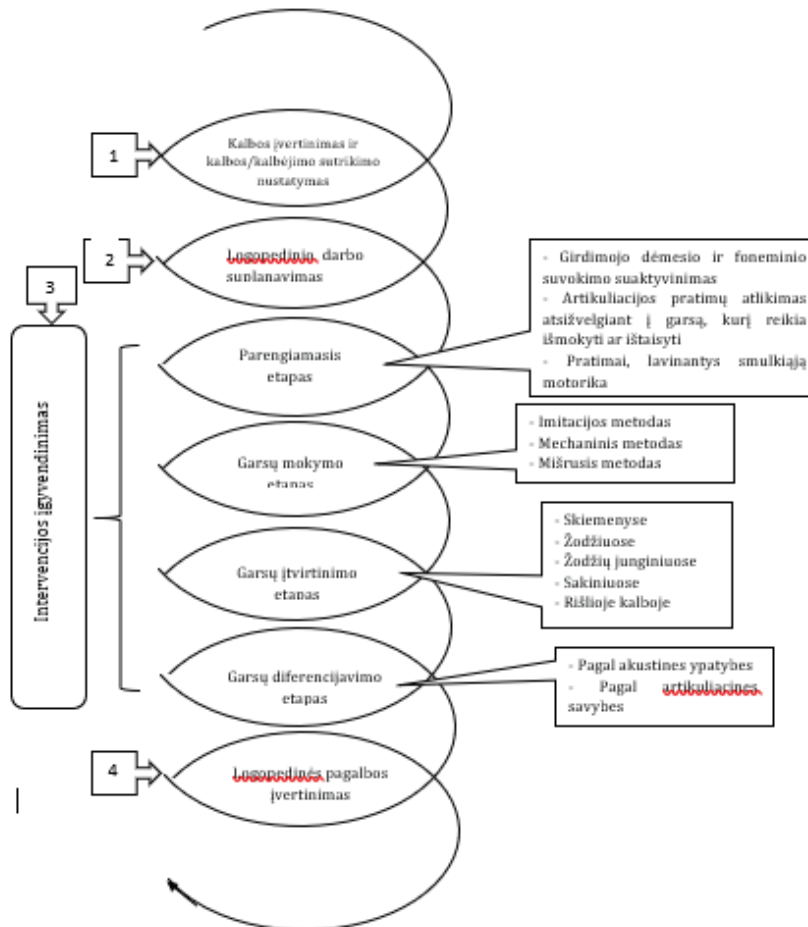 1
Kalbos įvertinimas ir
kalbos/kalbėjimo sutrikimo
nustatymas
2
Logopedinio darbo
suplanavimas
3
Intervencijos įgyvendinimas
Parengiamasis
etapas
- Girdimojo dėmesio ir foneminio
suvokimo suaktyvinimas
- Artikuliacijos pratimų atlikimas
atsižvelgiant į garsą, kurį reikia
išmokyti ar ištaisyti
- Pratimai, lavinantys smulkiąją
motorika
Garsų mokymo
etapas
- Imitacijos metodas
- Mechaninis metodas
- Mišrusis metodas
Garsų įtvirtinimo
etapas
- Skiemenyse
- Žodžiuose
- Žodžių junginiuose
- Sakiniuose
- Rišlioje kalboje
Garsų diferencijavimo
etapas
- Pagal akustines ypatybes
- Pagal artikuliacines
savybes
4
Logopedinės pagalbos
įvertinimas